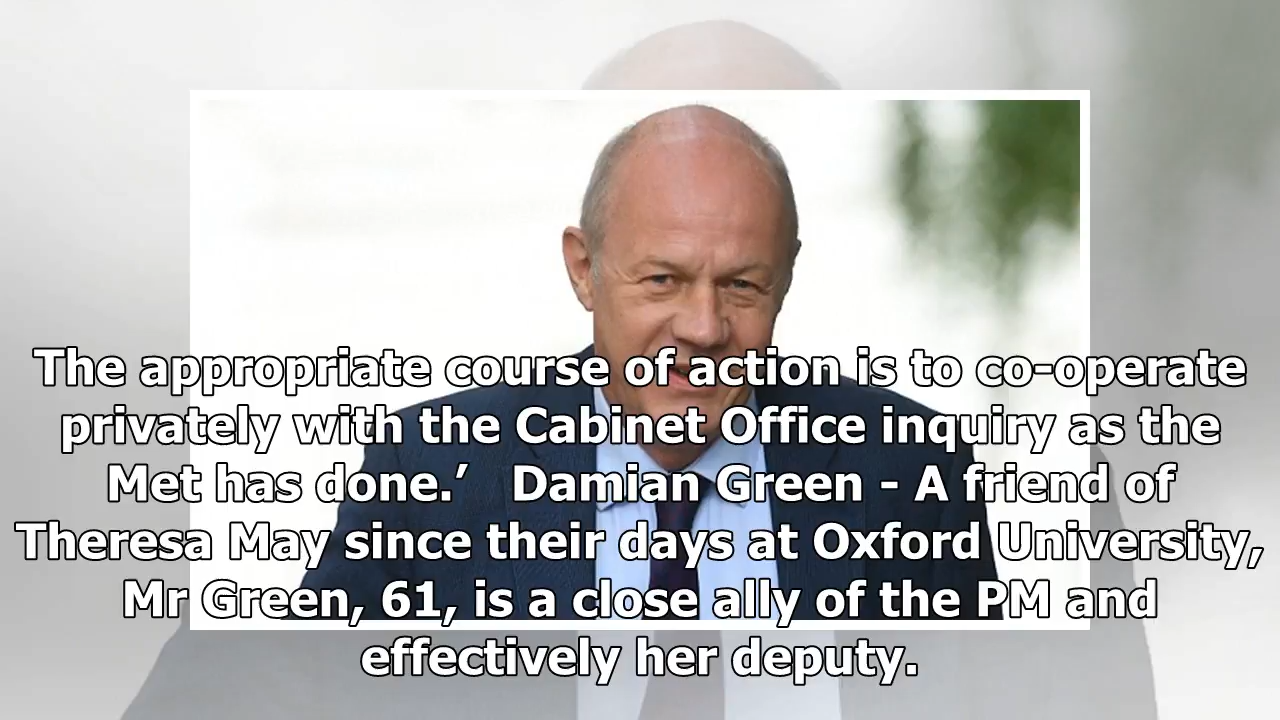 The appropriate course of action is to co-operate
privately with the Cabinet Office inquiry as the
Met has done.’   Damian Green - A friend of
Theresa May since their days at Oxford University,
Mr Green, 61, is a close ally of the PM and
effectively her deputy.